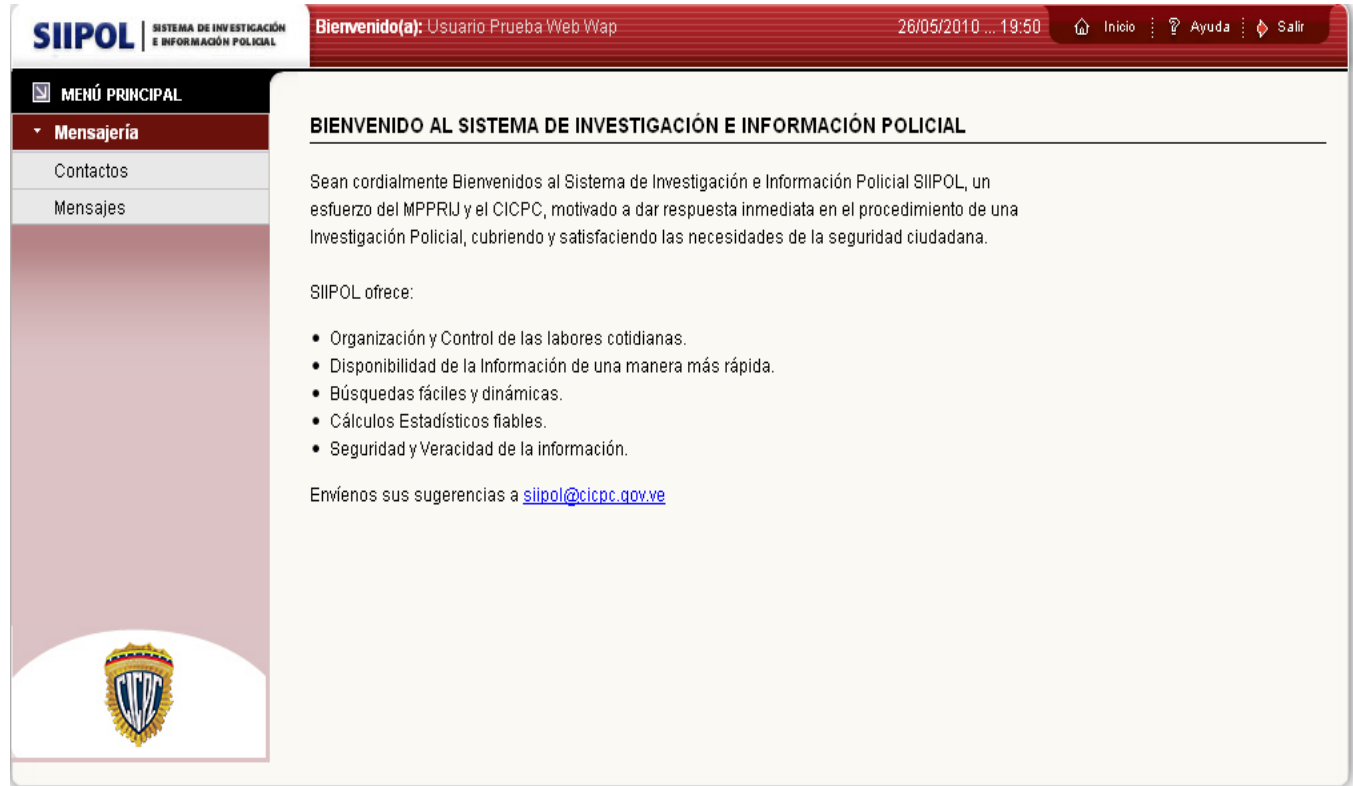 SIIPOL SISTEMA DE INVESTIGACIÓN
E INFORMACIÓN POLICIAL
Bienvenido(a): Usuario Prueba Web Wap
26/05/2010 ... 19:50
Inicio
Ayuda
Salir
MENÚ PRINCIPAL
Mensajería
Contactos
Mensajes
BIENVENIDO AL SISTEMA DE INVESTIGACIÓN E INFORMACIÓN POLICIAL
Sean cordialmente Bienvenidos al Sistema de Investigación e Información Policial SIIPOL, un
esfuerzo del MPPRIJ y el CICPC, motivado a dar respuesta inmediata en el procedimiento de una
Investigación Policial, cubriendo y satisfaciendo las necesidades de la seguridad ciudadana.
SIIPOL ofrece:
• Organización y Control de las labores cotidianas.
• Disponibilidad de la Información de una manera más rápida.
• Búsquedas fáciles y dinámicas.
• Cálculos Estadísticos fiables.
• Seguridad y Veracidad de la información.
Envíenos sus sugerencias a siipol@cicpc.gov.ve
CICPC